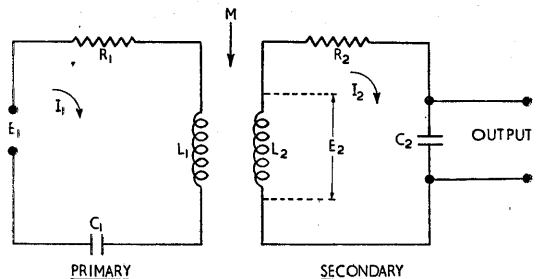 M
R₁
R₂
I₁
I₂
E₁
L₁
L₂
E₂
C₂
OUTPUT
C₁
PRIMARY
SECONDARY